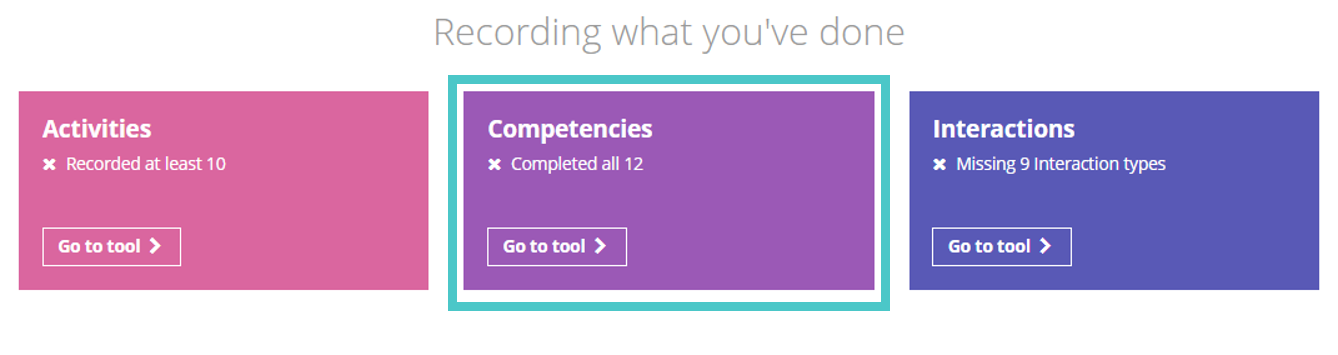 Recording what you've done
Activities
✖ Recorded at least 10
Go to tool
Competencies
✖ Completed all 12
Go to tool
Interactions
✖ Missing 9 Interaction types
Go to tool